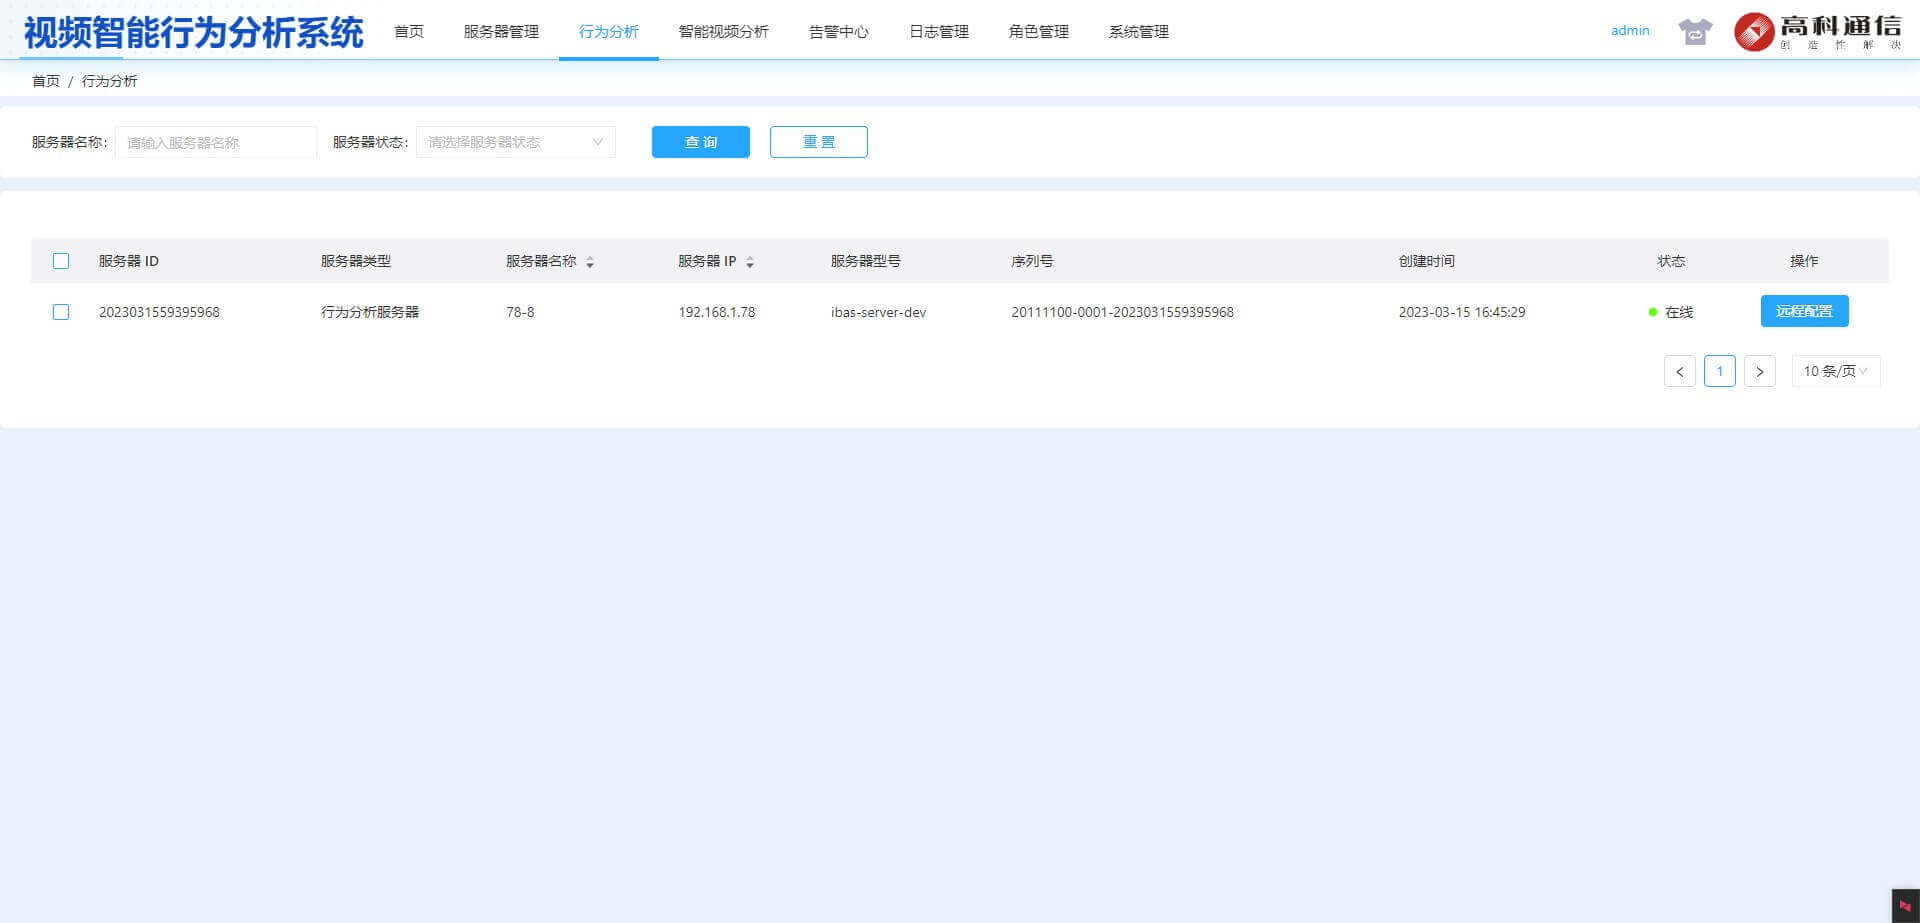 视频智能行为分析系统 首页 服务器管理 行为分析 智能视频分析 告警中心 日志管理 角色管理 系统管理 admin 高科通信
创造性解决
首页 / 行为分析
服务器名称: 请输入服务器名称 服务器状态: 请选择服务器状态 查 询 重 置
服务器 ID 服务器类型 服务器名称 服务器 IP 服务器型号 序列号 创建时间 状态 操作
2023031559395968 行为分析服务器 78-8 192.168.1.78 ibas-server-dev 20111100-0001-2023031559395968 2023-03-15 16:45:29 在线 远程配置
< 1 > 10 条/页